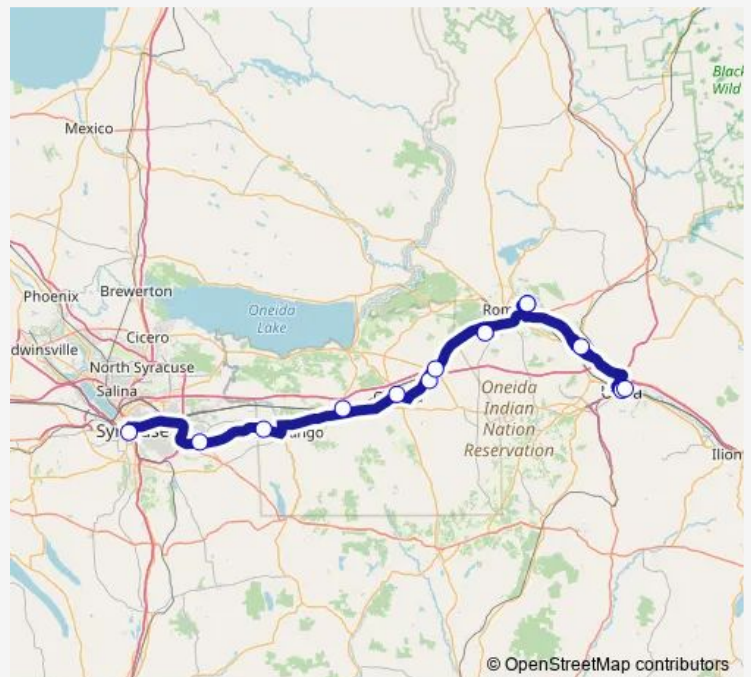 Black
Wild
Mexico
Phoenix
Brewerton
Oneida
Lake
Rom
Cicero
dwinsville
North Syracuse
Salina
Oneida
Indian
Nation
Reservation
Ilion
© OpenStreetMap contributors